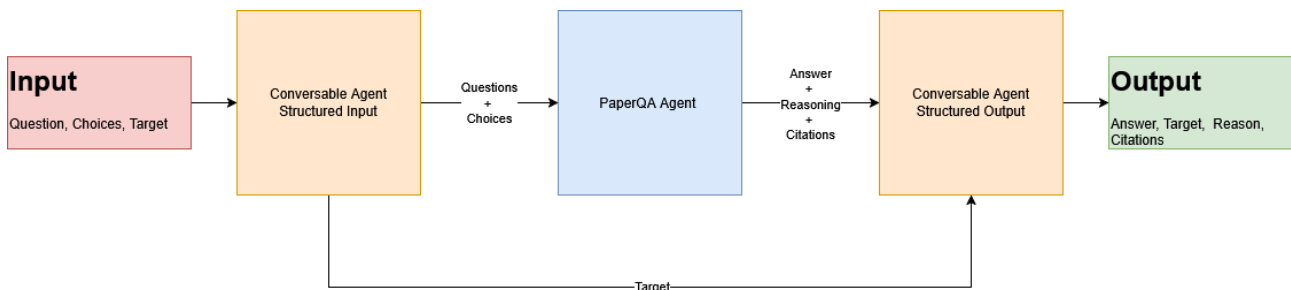 Input
Question, Choices, Target
Conversable Agent
Structured Input
Questions
+
Choices
PaperQA Agent
Answer
+
Reasoning
+
Citations
Conversable Agent
Structured Output
Output
Answer, Target, Reason,
Citations
Target